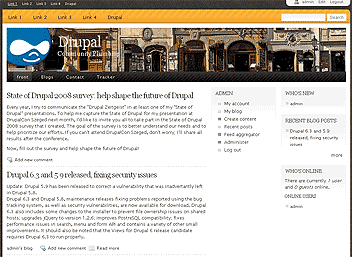 Link 1 Link 2 Link 3 Link 4 Drupal
admin Edit Logout
Link 1 Link 2 Link 3 Link 4 Drupal
Search
Drupal
Community Plumbing
front Blogs Contact Tracker
State of Drupal 2008 survey: help shape the future of Drupal
Every year, I try to communicate the "Drupal Zeitgeist" in at least one of my "State of
Drupal" presentations. To help me capture the State of Drupal for my presentation at
DrupalCon Szeged next month, I'd like to invite you all to take part in the State of Drupal
2008 survey that I created. The goal of the survey is to better understand our needs and to
help prioritize our efforts. If you can't attend DrupalCon Szeged, don't worry; I'll share all
results after the conference.
Now, fill out the survey and help shape the future of Drupal!
Add new comment
Drupal 6.3 and 5.9 released, fixing security issues
Update: Drupal 5.9 has been released to correct a vulnerability that was inadvertently left
in Drupal 5.8.
Drupal 6.3 and Drupal 5.8, maintenance releases fixing problems reported using the bug
tracking system, as well as security vulnerabilities, are now available for download. Drupal
6.3 also includes some changes to the installer to prevent file ownership issues on shared
hosts, upgrades jQuery to version 1.2.6, improves PostgreSQL compatibility, fixes
performance issues in search, menu and form API and contains a variety of other small
improvements. It should also be noted that the Views for Drupal 6 release candidate
requires Drupal 6.3 to run properly.
admin's blog Add new comment Read more
ADMIN
My account
My blog
Create content
Recent posts
Feed aggregator
Administer
Log out
WHO'S NEW
admin
RECENT BLOG POSTS
Drupal 6.3 and 5.9
released, fixing security
issues
more
WHO'S ONLINE
There are currently 1 user
and 0 guests online.
ONLINE USERS
admin